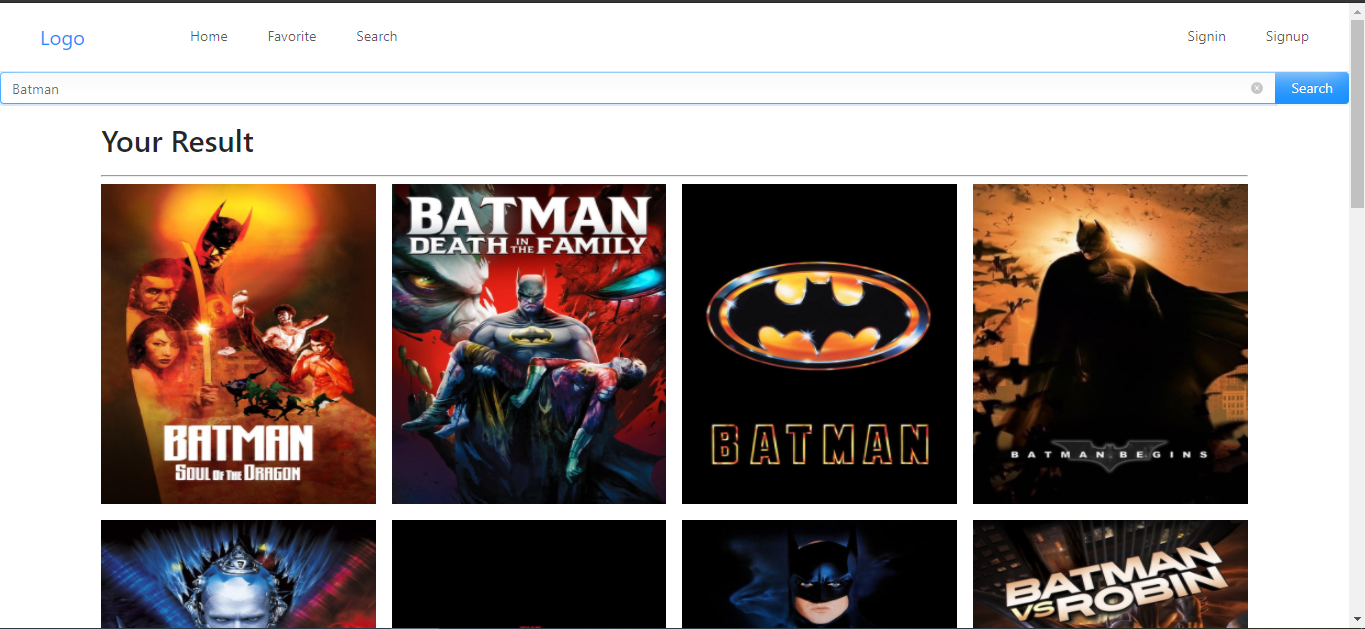 Logo Home Favorite Search Signin Signup
Batman Search
Your Result
BATMAN
SOUL OF THE DRAGON
BATMAN
DEATH IN THE FAMILY
BATMAN
BATMAN BEGINS
BATMAN
VS ROBIN